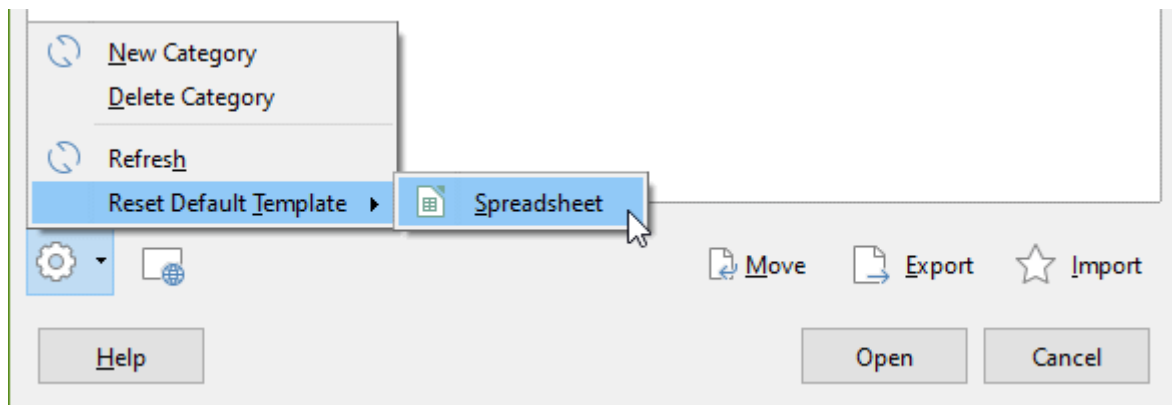 New Category
Delete Category
Refresh
Reset Default Template
Spreadsheet
Move
Export
Import
Help
Open
Cancel